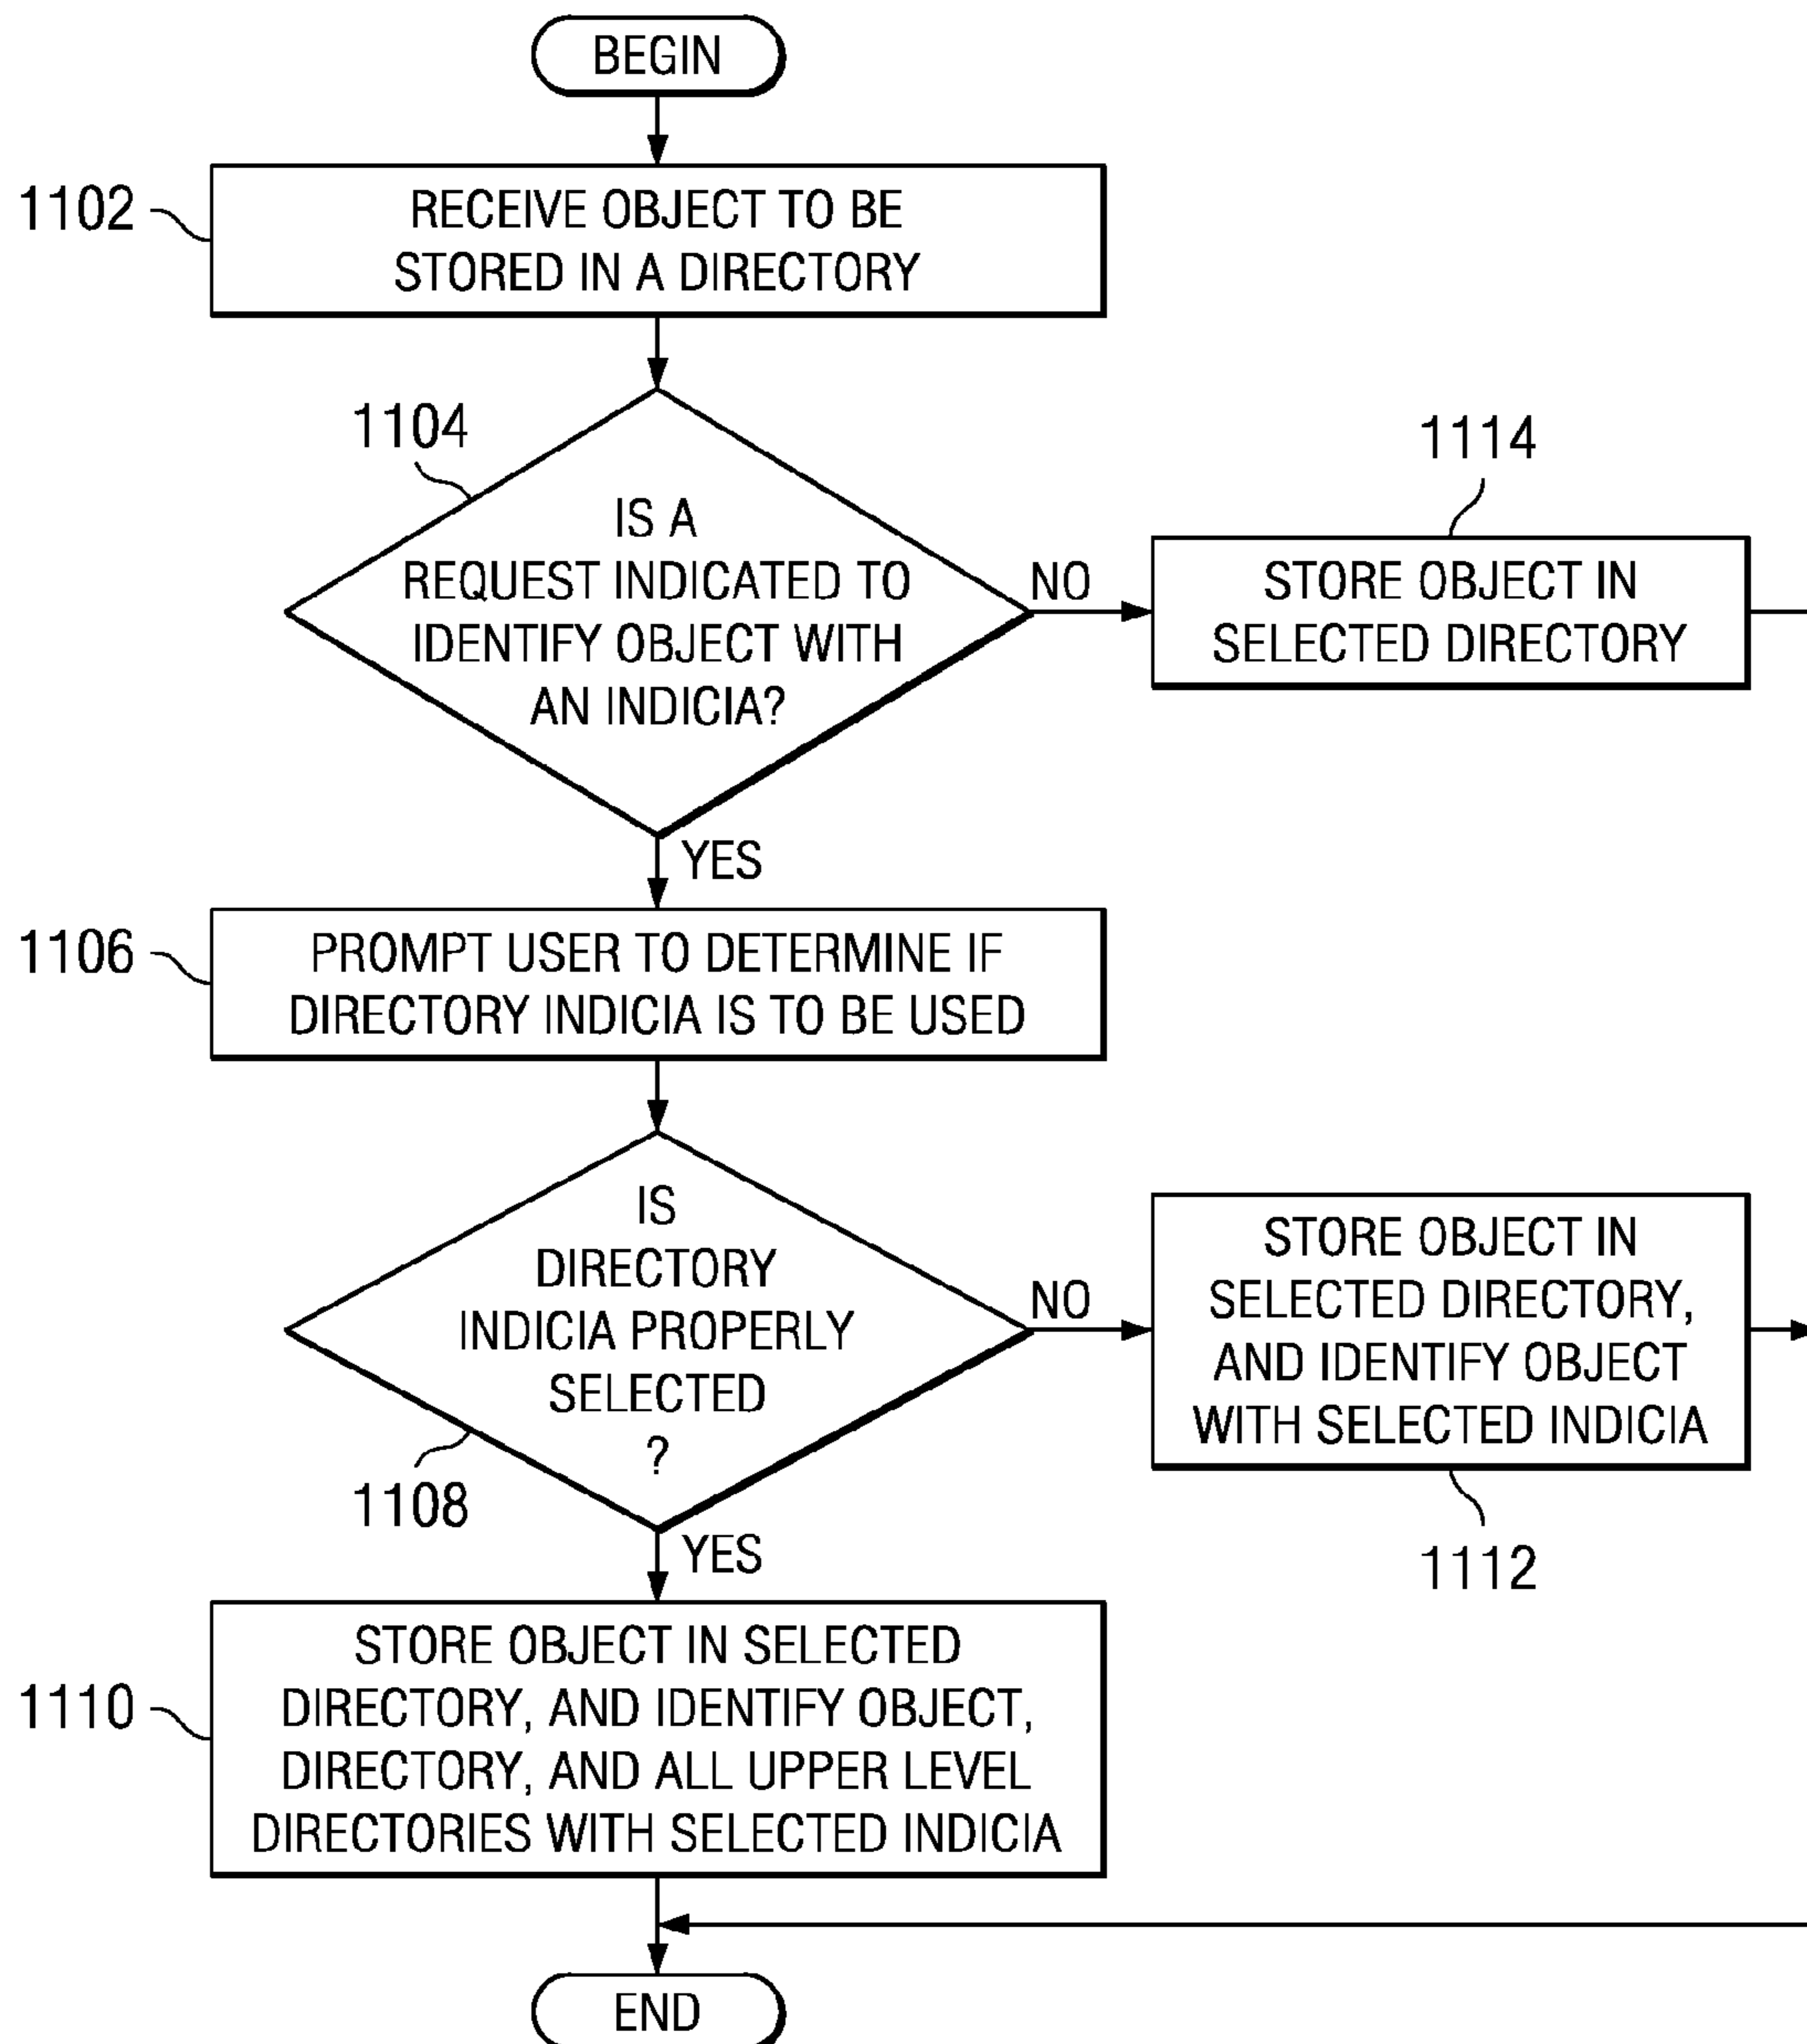 BEGIN
1102
RECEIVE OBJECT TO BE
STORED IN A DIRECTORY
1104
IS A
REQUEST INDICATED TO
IDENTIFY OBJECT WITH
AN INDICIA?
NO
1114
STORE OBJECT IN
SELECTED DIRECTORY
YES
1106
PROMPT USER TO DETERMINE IF
DIRECTORY INDICIA IS TO BE USED
IS
DIRECTORY
INDICIA PROPERLY
SELECTED
?
1108
NO
STORE OBJECT IN
SELECTED DIRECTORY,
AND IDENTIFY OBJECT
WITH SELECTED INDICIA
1112
YES
1110
STORE OBJECT IN SELECTED
DIRECTORY, AND IDENTIFY OBJECT,
DIRECTORY, AND ALL UPPER LEVEL
DIRECTORIES WITH SELECTED INDICIA
END